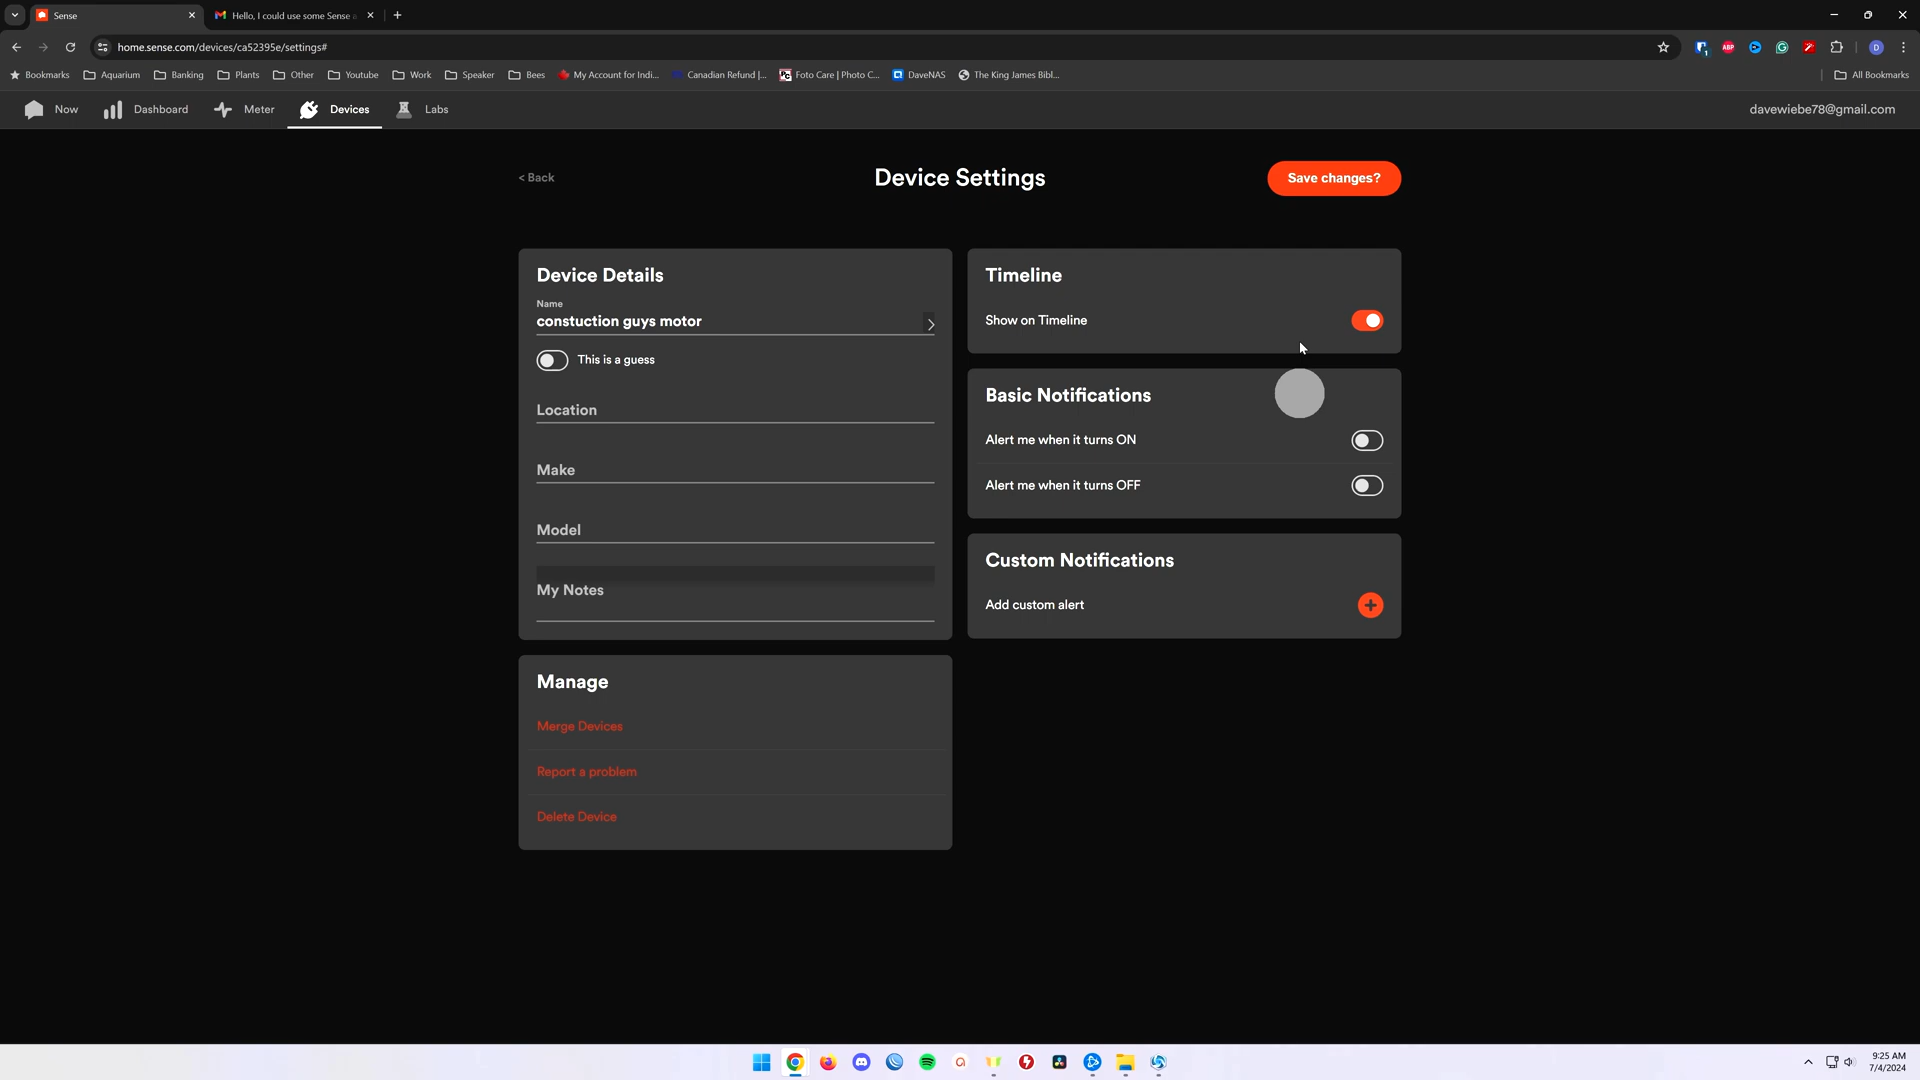 Sense
Hello, I could use some Sense a
home.sense.com/devices/ca52395e/settings#
Bookmarks
Aquarium
Banking
Plants
Other
Youtube
Work
Speaker
Bees
My Account for Indi...
Canadian Refund |...
Foto Care | Photo C...
DaveNAS
The King James Bibl...
All Bookmarks
Now
Dashboard
Meter
Devices
Labs
davewiebe78@gmail.com
< Back
Device Settings
Save changes?
Device Details
Name
constuction guys motor
This is a guess
Location
Make
Model
My Notes
Manage
Merge Devices
Report a problem
Delete Device
Timeline
Show on Timeline
Basic Notifications
Alert me when it turns ON
Alert me when it turns OFF
Custom Notifications
Add custom alert
9:25 AM
7/4/2024